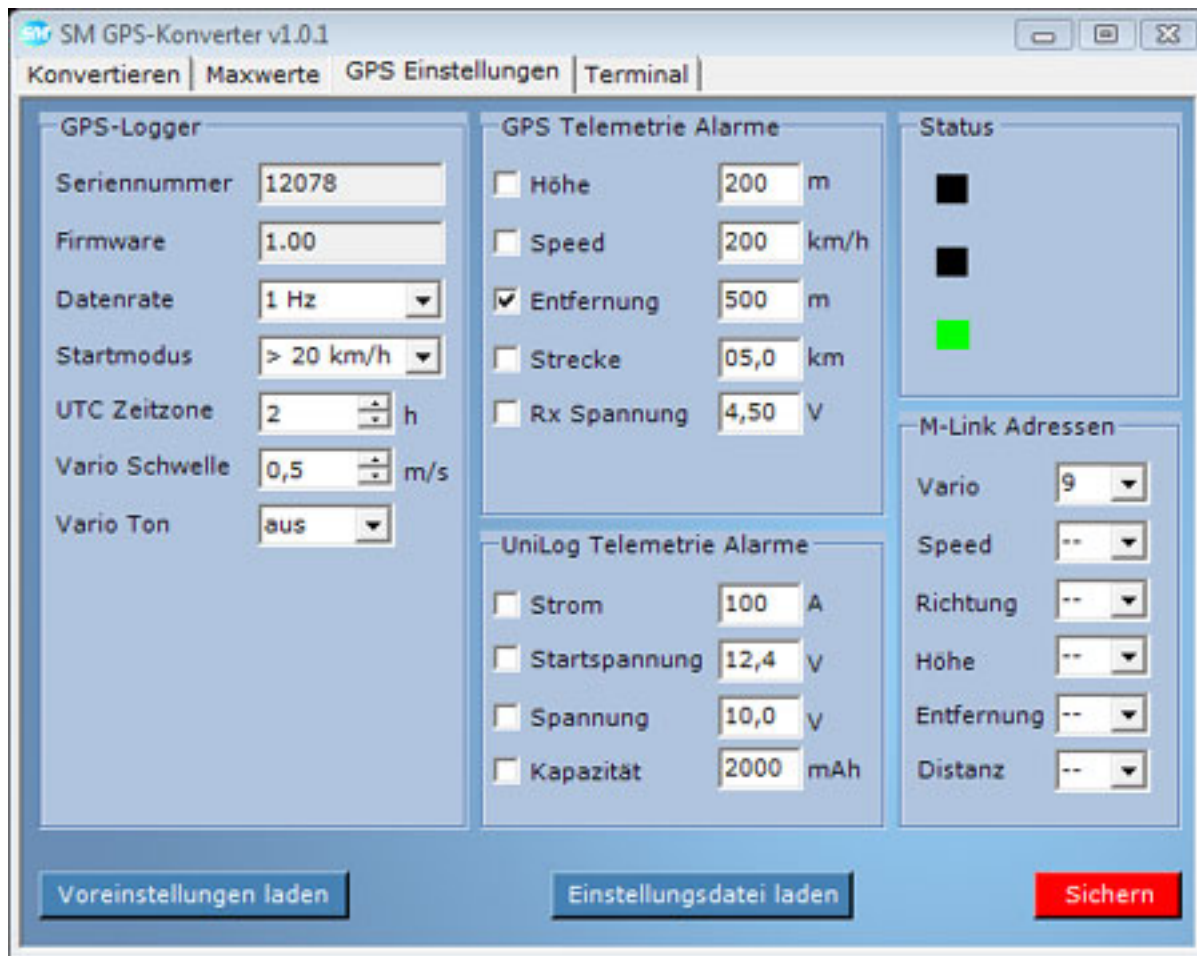 SM GPS-Konverter v1.0.1
Konvertieren Maxwerte GPS Einstellungen Terminal
GPS-Logger
Seriennummer 12078
Firmware 1.00
Datenrate 1 Hz
Startmodus > 20 km/h
UTC Zeitzone 2 h
Vario Schwelle 0,5 m/s
Vario Ton aus
GPS Telemetrie Alarme
Höhe 200 m
Speed 200 km/h
Entfernung 500 m
Strecke 05,0 km
Rx Spannung 4,50 V
UniLog Telemetrie Alarme
Strom 100 A
Startspannung 12,4 V
Spannung 10,0 V
Kapazität 2000 mAh
Status
M-Link Adressen
Vario 9
Speed --
Richtung --
Höhe --
Entfernung --
Distanz --
Voreinstellungen laden
Einstellungsdatei laden
Sichern